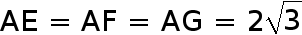 AE = AF = AG = 2√3